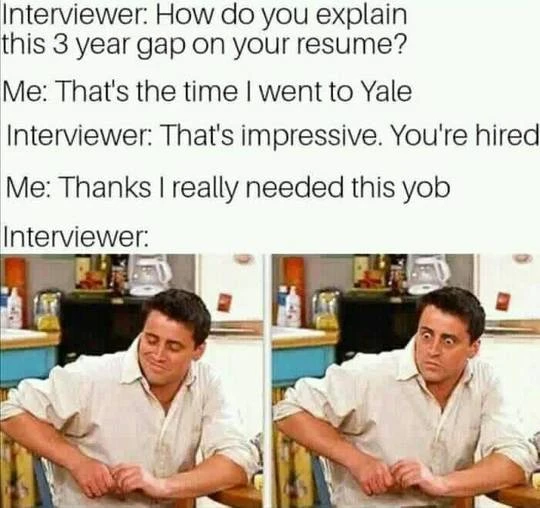 Interviewer: How do you explain
this 3 year gap on your resume?
Me: That's the time I went to Yale
Interviewer: That's impressive. You're hired
Me: Thanks I really needed this yob
Interviewer: